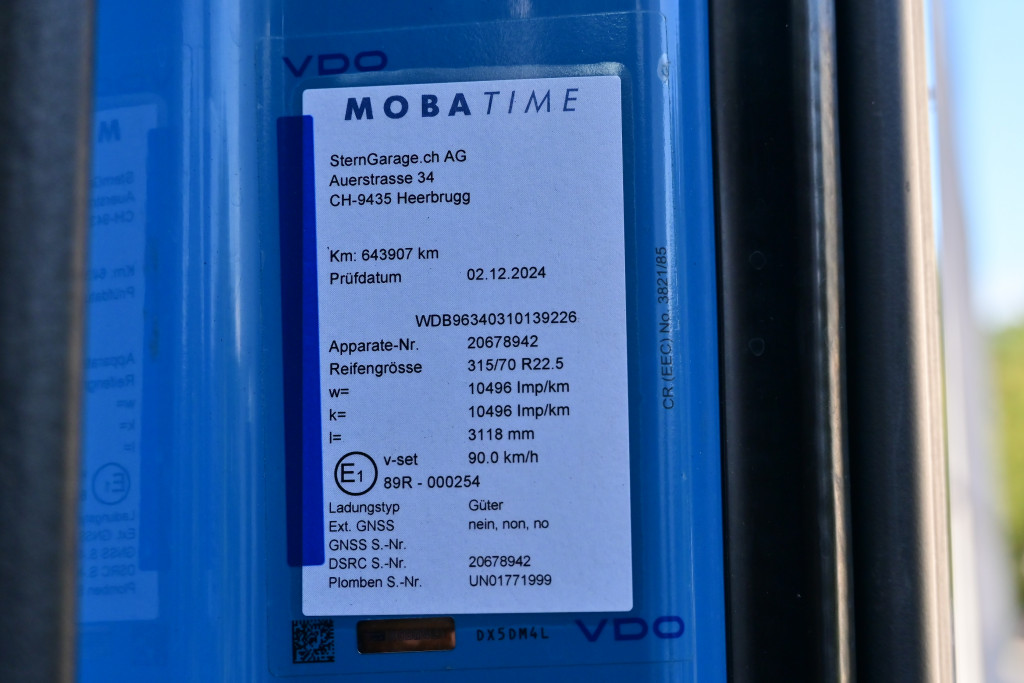 VDO
MOBATIME
SternGarage.ch AG
Auerstrasse 34
CH-9435 Heerbrugg
Km: 643907 km
Prüfdatum 02.12.2024
WDB96340310139226
Apparate-Nr. 20678942
Reifengrösse 315/70 R22.5
w= 10496 Imp/km
k= 10496 Imp/km
l= 3118 mm
E1 v-set 90.0 km/h
89R - 000254
Ladungstyp Güter
Ext. GNSS nein, non, no
GNSS S.-Nr.
DSRC S.-Nr. 20678942
Plomben S.-Nr. UN01771999
DX5DM4L VDO
CR (EEC) No. 3821/85